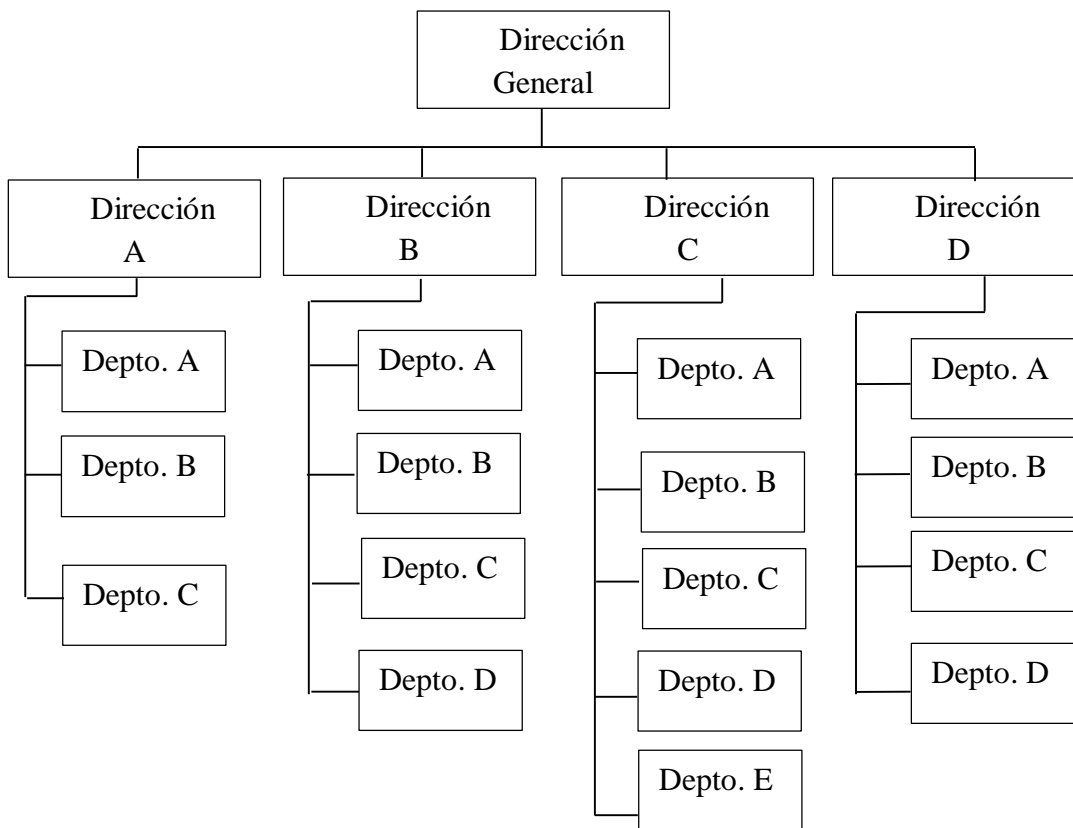 Dirección
General
Dirección
A
Dirección
B
Dirección
C
Dirección
D
Depto. A
Depto. B
Depto. C
Depto. A
Depto. B
Depto. C
Depto. D
Depto. A
Depto. B
Depto. C
Depto. D
Depto. E
Depto. A
Depto. B
Depto. C
Depto. D